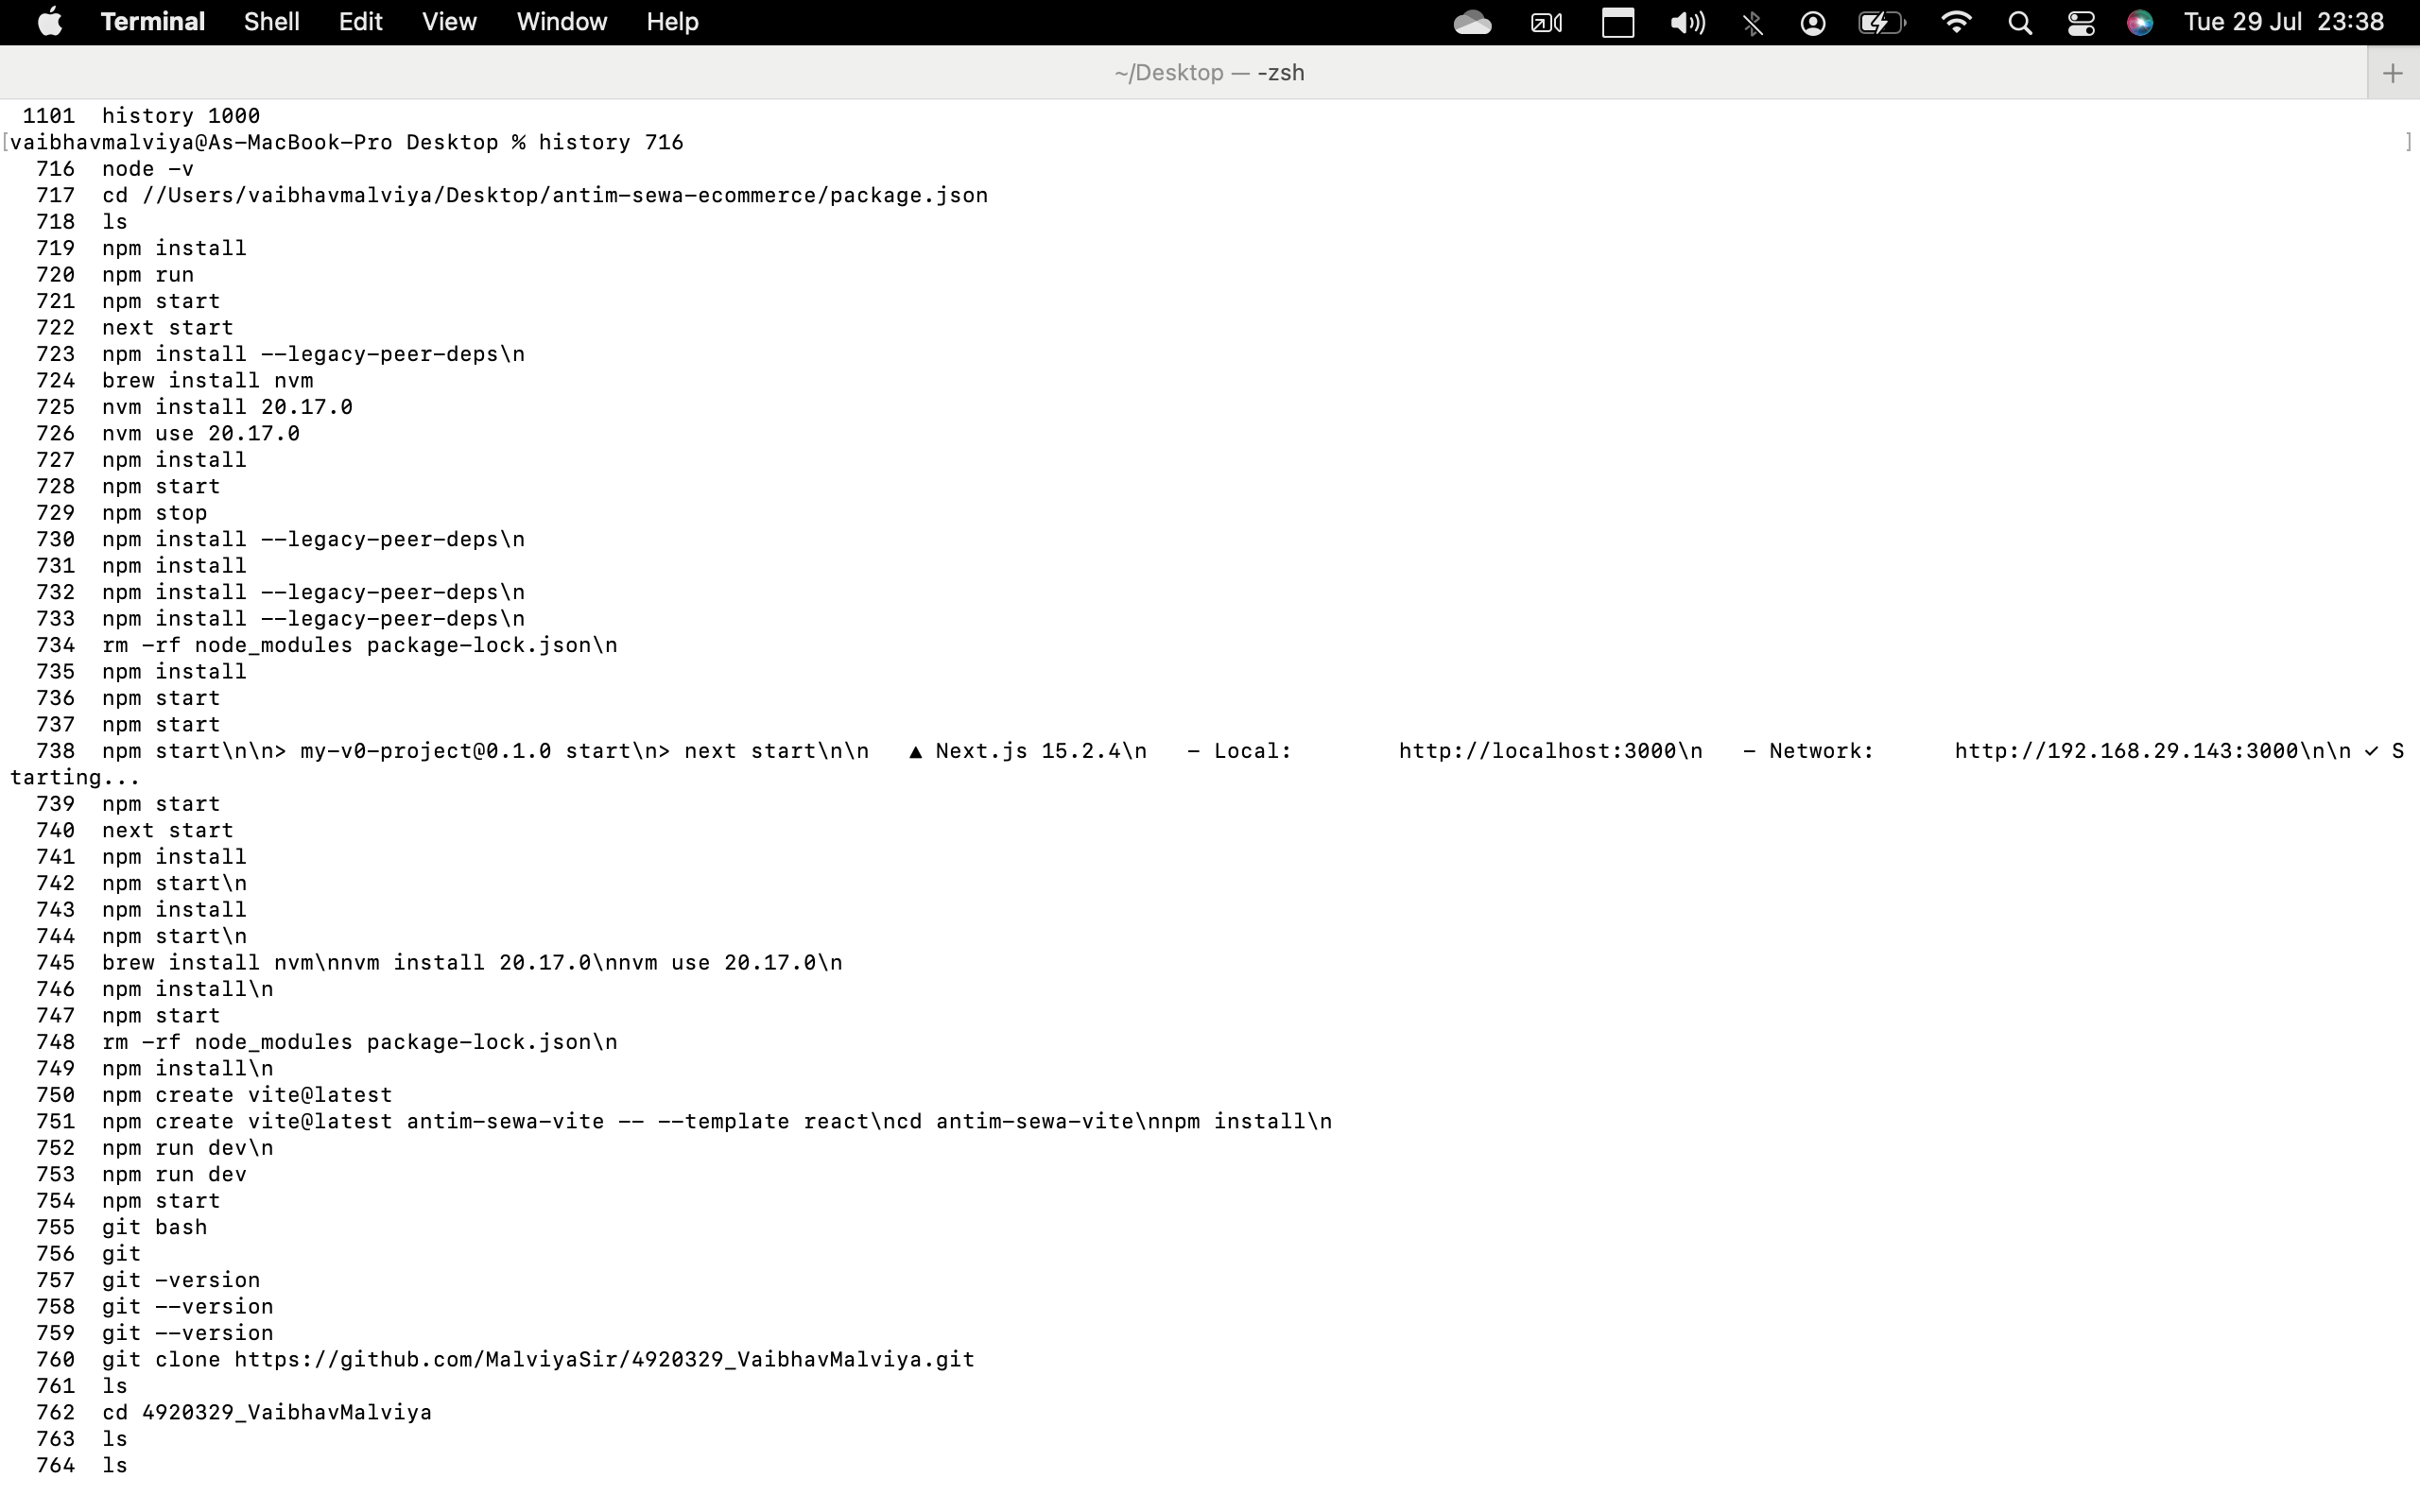 Terminal Shell Edit View Window Help Tue 29 Jul 23:38
~/Desktop — -zsh
1101 history 1000
[vaibhavmalviya@As-MacBook-Pro Desktop % history 716 ]
716 node -v
717 cd //Users/vaibhavmalviya/Desktop/antim-sewa-ecommerce/package.json
718 ls
719 npm install
720 npm run
721 npm start
722 next start
723 npm install --legacy-peer-deps\n
724 brew install nvm
725 nvm install 20.17.0
726 nvm use 20.17.0
727 npm install
728 npm start
729 npm stop
730 npm install --legacy-peer-deps\n
731 npm install
732 npm install --legacy-peer-deps\n
733 npm install --legacy-peer-deps\n
734 rm -rf node_modules package-lock.json\n
735 npm install
736 npm start
737 npm start
738 npm start\n\n> my-v0-project@0.1.0 start\n> next start\n\n ▲ Next.js 15.2.4\n - Local: http://localhost:3000\n - Network: http://192.168.29.143:3000\n\n ✓ S
tarting...
739 npm start
740 next start
741 npm install
742 npm start\n
743 npm install
744 npm start\n
745 brew install nvm\nnvm install 20.17.0\nnvm use 20.17.0\n
746 npm install\n
747 npm start
748 rm -rf node_modules package-lock.json\n
749 npm install\n
750 npm create vite@latest
751 npm create vite@latest antim-sewa-vite -- --template react\ncd antim-sewa-vite\nnpm install\n
752 npm run dev\n
753 npm run dev
754 npm start
755 git bash
756 git
757 git -version
758 git --version
759 git --version
760 git clone https://github.com/MalviyaSir/4920329_VaibhavMalviya.git
761 ls
762 cd 4920329_VaibhavMalviya
763 ls
764 ls